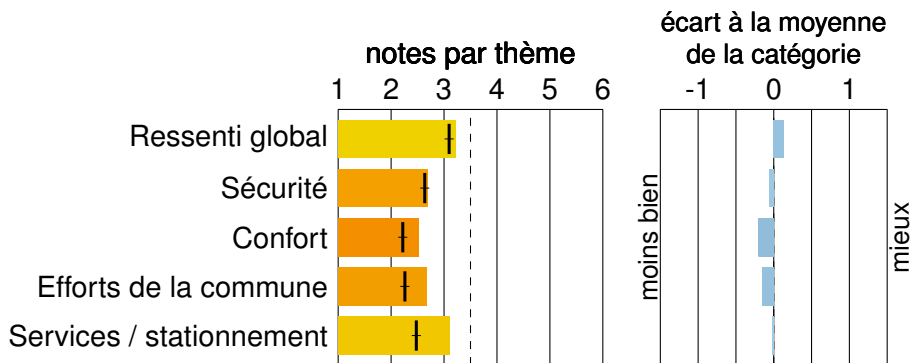 notes par thème
1 2 3 4 5 6
Ressenti global
Sécurité
Confort
Efforts de la commune
Services / stationnement
écart à la moyenne
de la catégorie
-1 0 1
moins bien
mieux